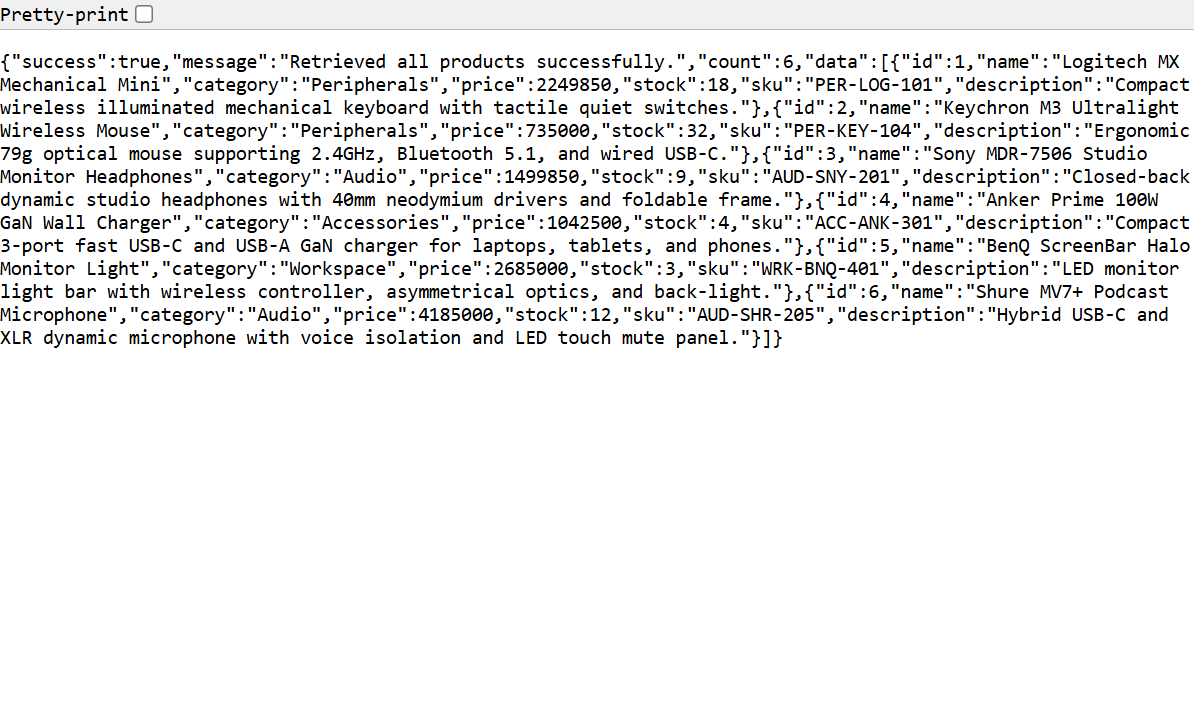 Pretty-print
{"success":true,"message":"Retrieved all products successfully.","count":6,"data":[{"id":1,"name":"Logitech MX
Mechanical Mini","category":"Peripherals","price":2249850,"stock":18,"sku":"PER-LOG-101","description":"Compact
wireless illuminated mechanical keyboard with tactile quiet switches."},{"id":2,"name":"Keychron M3 Ultralight
Wireless Mouse","category":"Peripherals","price":735000,"stock":32,"sku":"PER-KEY-104","description":"Ergonomic
79g optical mouse supporting 2.4GHz, Bluetooth 5.1, and wired USB-C."},{"id":3,"name":"Sony MDR-7506 Studio
Monitor Headphones","category":"Audio","price":1499850,"stock":9,"sku":"AUD-SNY-201","description":"Closed-back
dynamic studio headphones with 40mm neodymium drivers and foldable frame."},{"id":4,"name":"Anker Prime 100W
GaN Wall Charger","category":"Accessories","price":1042500,"stock":4,"sku":"ACC-ANK-301","description":"Compact
3-port fast USB-C and USB-A GaN charger for laptops, tablets, and phones."},{"id":5,"name":"BenQ ScreenBar Halo
Monitor Light","category":"Workspace","price":2685000,"stock":3,"sku":"WRK-BNQ-401","description":"LED monitor
light bar with wireless controller, asymmetrical optics, and back-light."},{"id":6,"name":"Shure MV7+ Podcast
Microphone","category":"Audio","price":4185000,"stock":12,"sku":"AUD-SHR-205","description":"Hybrid USB-C and
XLR dynamic microphone with voice isolation and LED touch mute panel."}]}